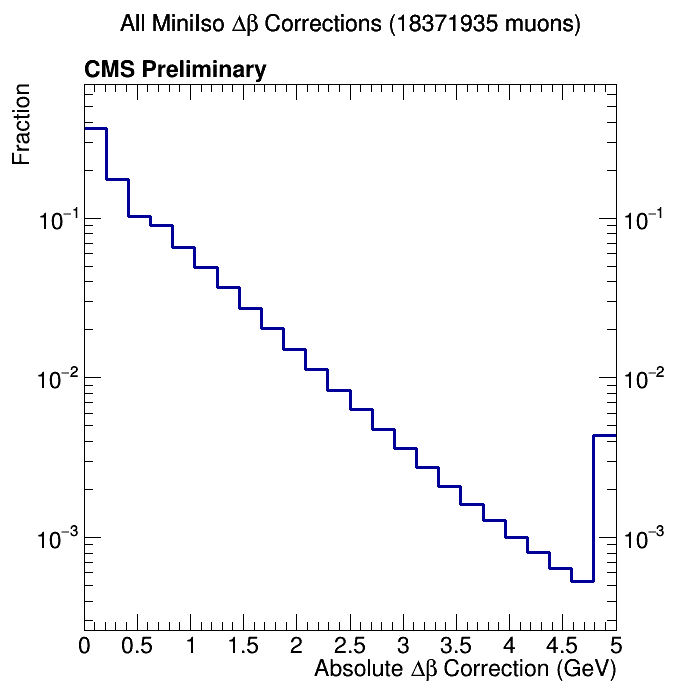 All MiniIso Δβ Corrections (18371935 muons)
CMS Preliminary
Fraction
10⁻¹ 10⁻¹
10⁻² 10⁻²
10⁻³ 10⁻³
0 0.5 1 1.5 2 2.5 3 3.5 4 4.5 5
Absolute Δβ Correction (GeV)